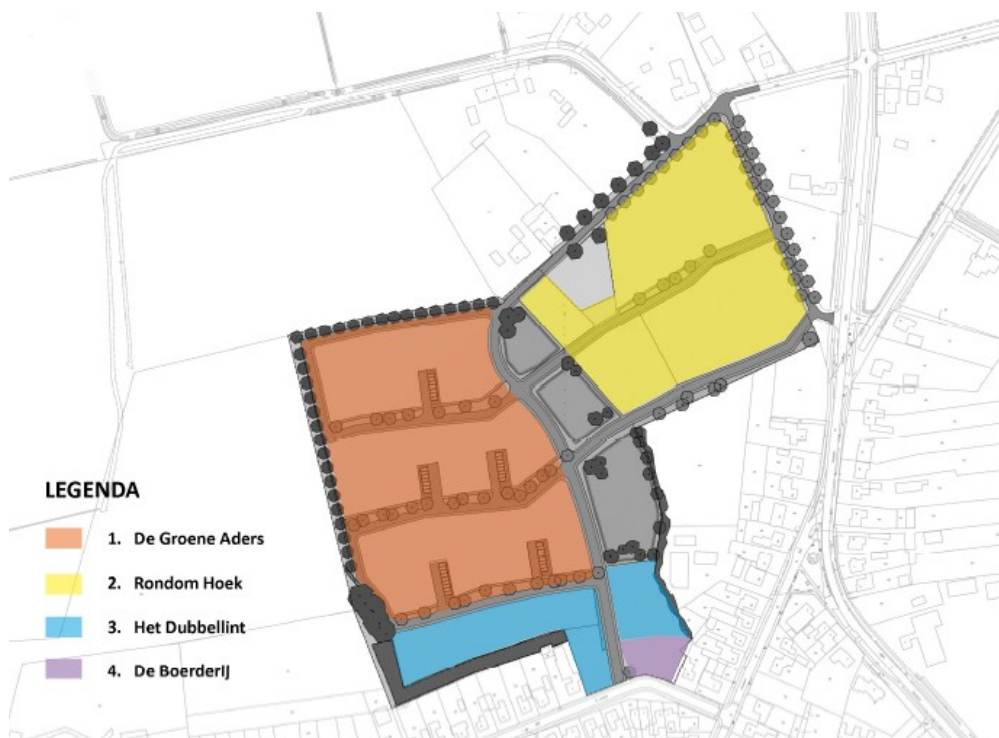 LEGENDA
1. De Groene Aders
2. Rondom Hoek
3. Het Dubbellint
4. De BoerderIJ